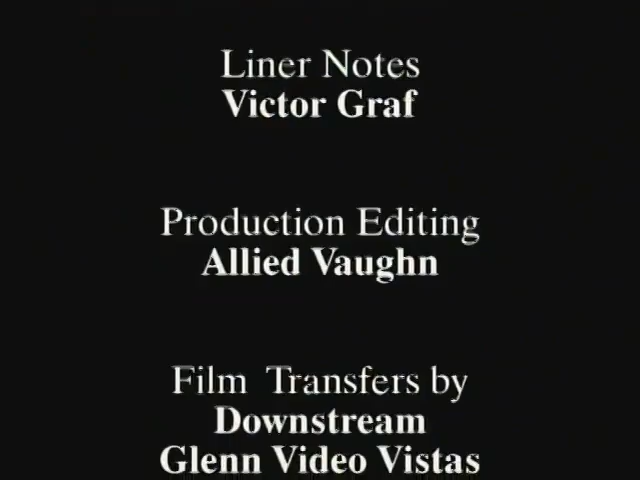 Liner Notes
Victor Graf
Production Editing
Allied Vaughn
Film Transfers by
Downstream
Glenn Video Vistas